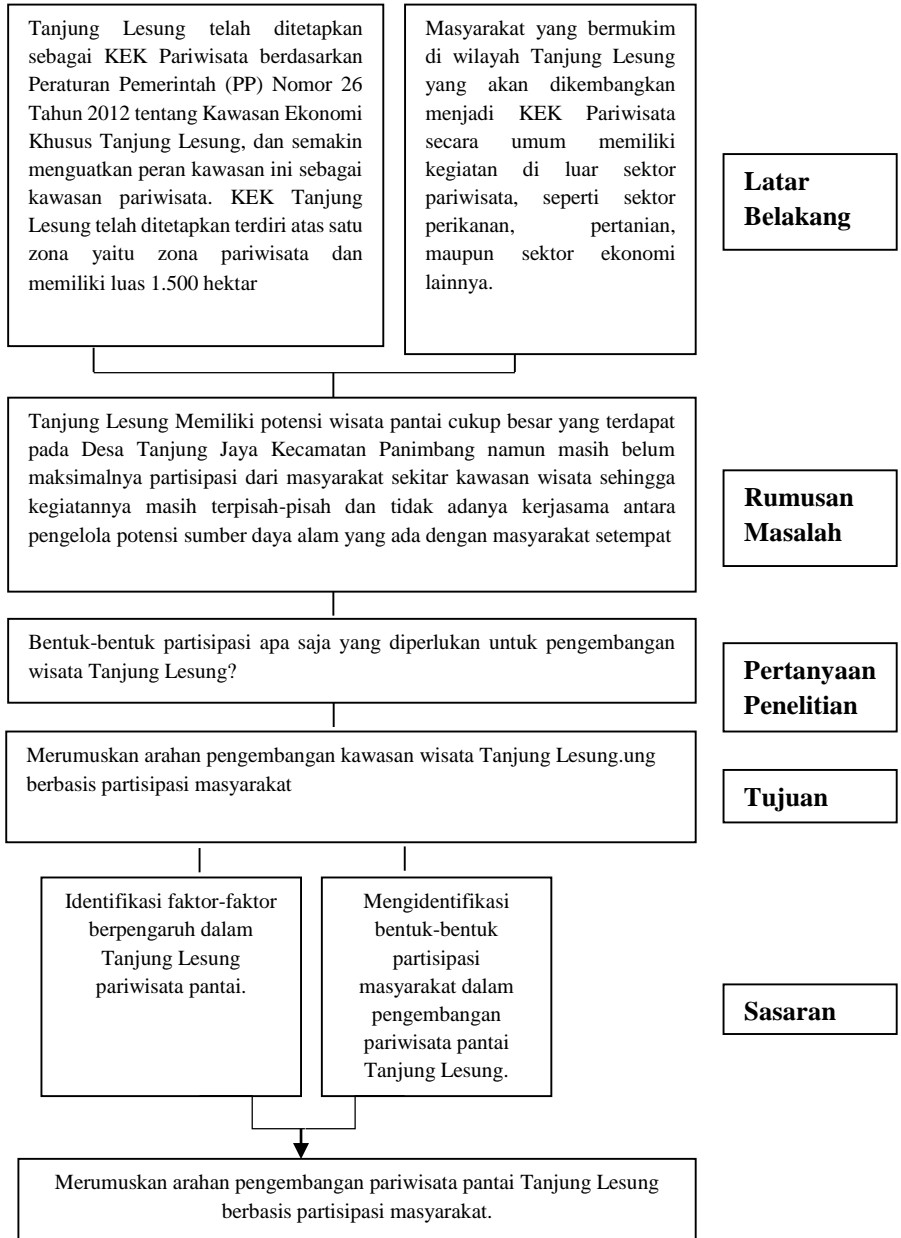 Tanjung Lesung telah ditetapkan
sebagai KEK Pariwisata berdasarkan
Peraturan Pemerintah (PP) Nomor 26
Tahun 2012 tentang Kawasan Ekonomi
Khusus Tanjung Lesung, dan semakin
menguatkan peran kawasan ini sebagai
kawasan pariwisata. KEK Tanjung
Lesung telah ditetapkan terdiri atas satu
zona yaitu zona pariwisata dan
memiliki luas 1.500 hektar
Masyarakat yang bermukim
di wilayah Tanjung Lesung
yang akan dikembangkan
menjadi KEK Pariwisata
secara umum memiliki
kegiatan di luar sektor
pariwisata, seperti sektor
perikanan, pertanian,
maupun sektor ekonomi
lainnya.
Latar
Belakang
Tanjung Lesung Memiliki potensi wisata pantai cukup besar yang terdapat
pada Desa Tanjung Jaya Kecamatan Panimbang namun masih belum
maksimalnya partisipasi dari masyarakat sekitar kawasan wisata sehingga
kegiatannya masih terpisah-pisah dan tidak adanya kerjasama antara
pengelola potensi sumber daya alam yang ada dengan masyarakat setempat
Rumusan
Masalah
Bentuk-bentuk partisipasi apa saja yang diperlukan untuk pengembangan
wisata Tanjung Lesung?
Pertanyaan
Penelitian
Merumuskan arahan pengembangan kawasan wisata Tanjung Lesung.ung
berbasis partisipasi masyarakat
Tujuan
Identifikasi faktor-faktor
berpengaruh dalam
Tanjung Lesung
pariwisata pantai.
Mengidentifikasi
bentuk-bentuk
partisipasi
masyarakat dalam
pengembangan
pariwisata pantai
Tanjung Lesung.
Sasaran
Merumuskan arahan pengembangan pariwisata pantai Tanjung Lesung
berbasis partisipasi masyarakat.